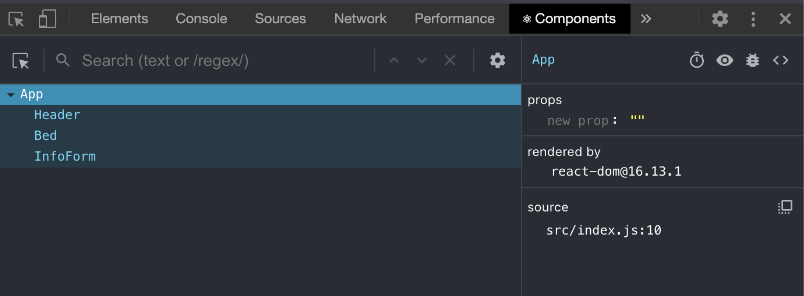 Elements Console Sources Network Performance ⚛ Components »
Search (text or /regex/)
App
Header
Bed
InfoForm
App
props
new prop: ""
rendered by
react-dom@16.13.1
source
src/index.js:10